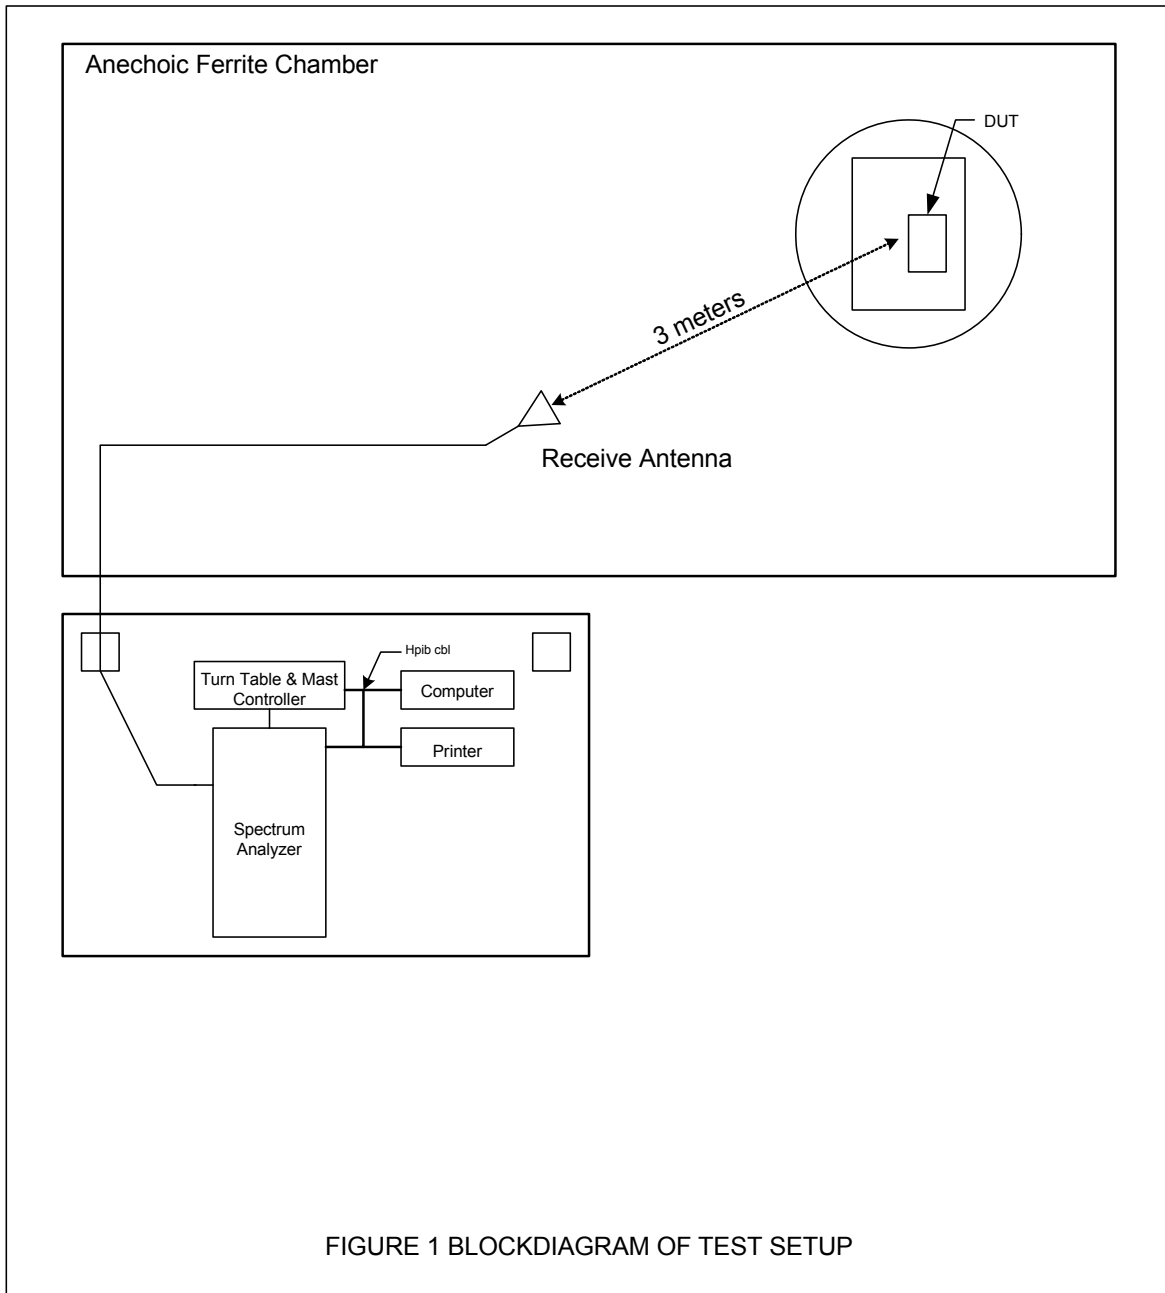 Anechoic Ferrite Chamber
DUT
3 meters
Receive Antenna
Hpib cbl
Turn Table & Mast
Controller
Computer
Printer
Spectrum
Analyzer
FIGURE 1 BLOCKDIAGRAM OF TEST SETUP